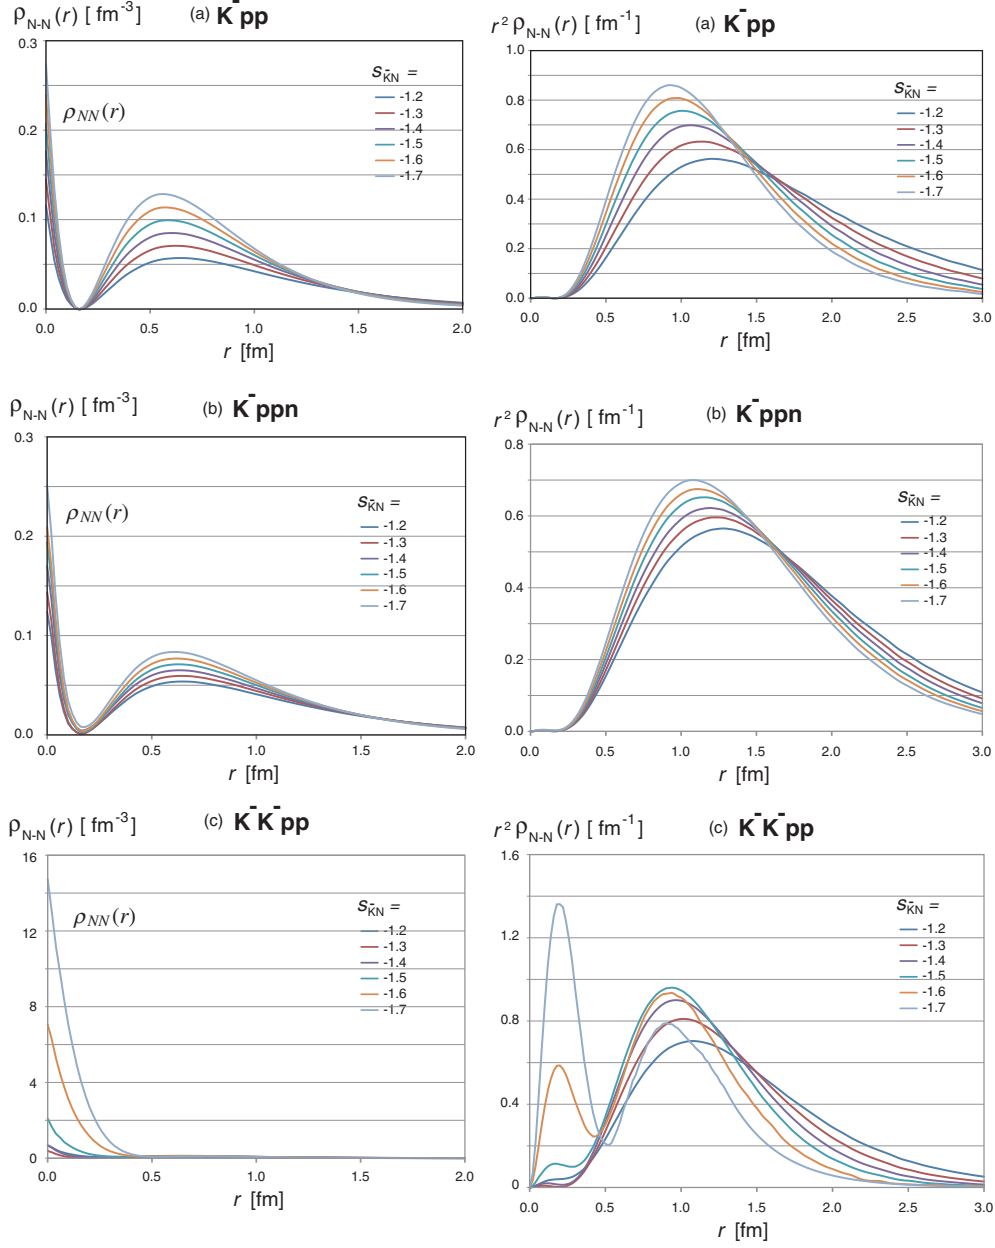 ρN-N(r) [ fm-3] (a) K-pp
0.3
0.2
0.1
0.0
0.0 0.5 1.0 1.5 2.0
r [fm]
ρNN(r)
sK̄N =
-1.2
-1.3
-1.4
-1.5
-1.6
-1.7
r2 ρN-N(r) [ fm-1] (a) K-pp
1.0
0.8
0.6
0.4
0.2
0.0
0.0 0.5 1.0 1.5 2.0 2.5 3.0
r [fm]
sK̄N =
-1.2
-1.3
-1.4
-1.5
-1.6
-1.7
ρN-N(r) [ fm-3] (b) K-ppn
0.3
0.2
0.1
0.0
0.0 0.5 1.0 1.5 2.0
r [fm]
ρNN(r)
sK̄N =
-1.2
-1.3
-1.4
-1.5
-1.6
-1.7
r2 ρN-N(r) [ fm-1] (b) K-ppn
0.8
0.6
0.4
0.2
0.0
0.0 0.5 1.0 1.5 2.0 2.5 3.0
r [fm]
sK̄N =
-1.2
-1.3
-1.4
-1.5
-1.6
-1.7
ρN-N(r) [ fm-3] (c) K-K-pp
16
12
8
4
0
0.0 0.5 1.0 1.5 2.0
r [fm]
ρNN(r)
sK̄N =
-1.2
-1.3
-1.4
-1.5
-1.6
-1.7
r2 ρN-N(r) [ fm-1] (c) K-K-pp
1.6
1.2
0.8
0.4
0
0.0 0.5 1.0 1.5 2.0 2.5 3.0
r [fm]
sK̄N =
-1.2
-1.3
-1.4
-1.5
-1.6
-1.7